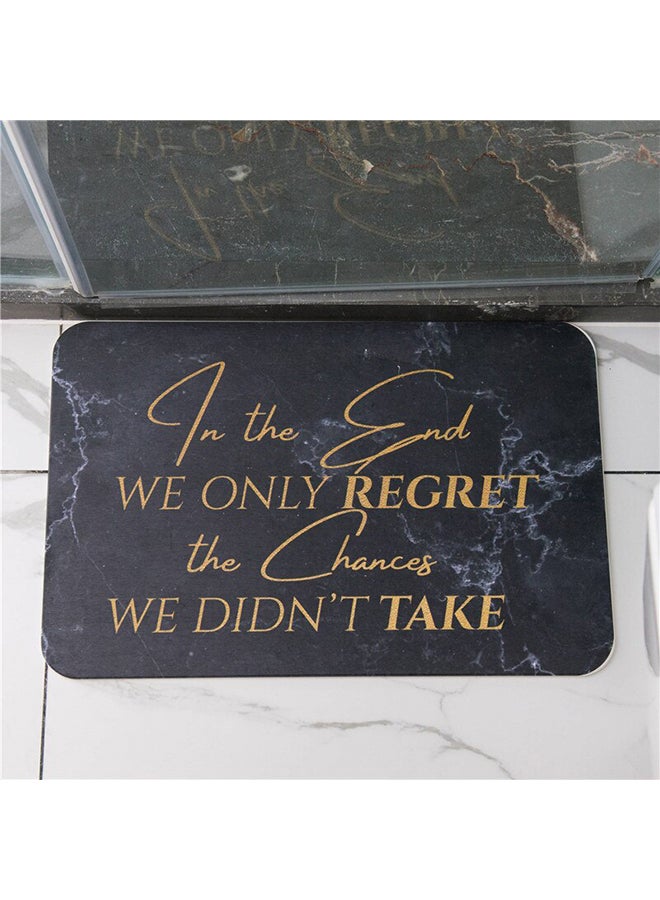 In the End
WE ONLY REGRET
the Chances
WE DIDN'T TAKE